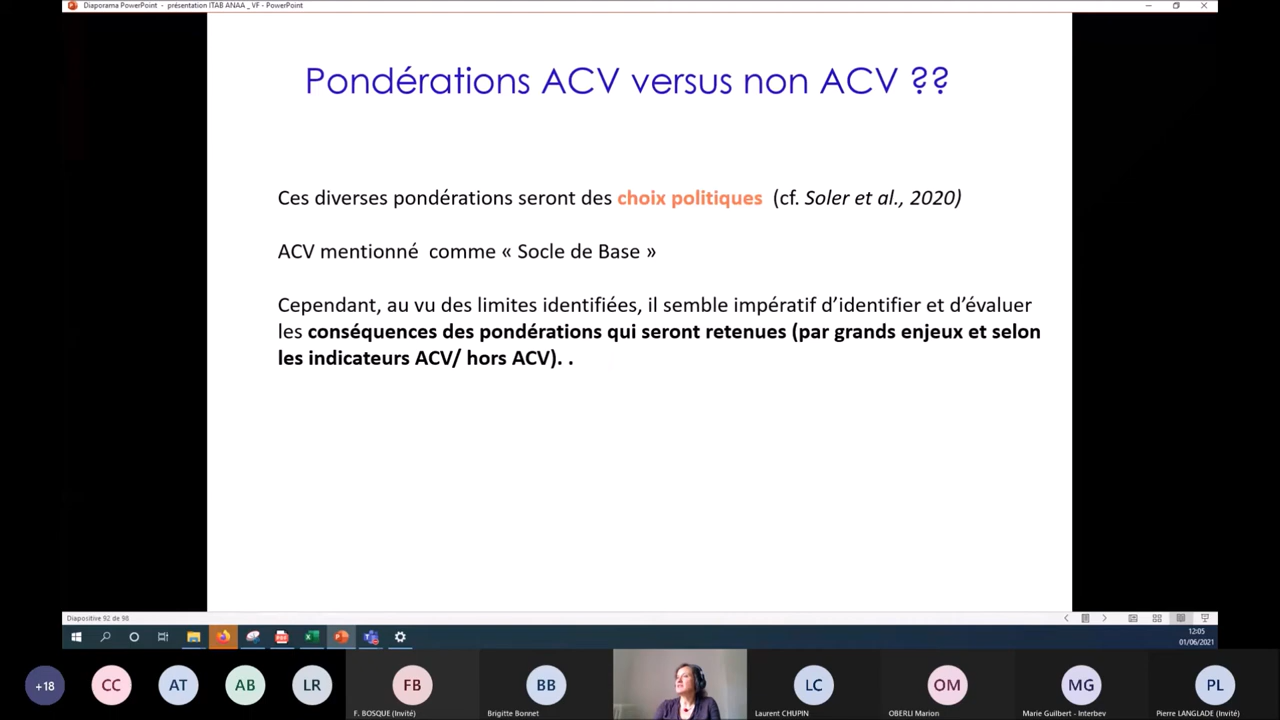 Diaporama PowerPoint - présentation ITAB ANAA _ VF - PowerPoint
Pondérations ACV versus non ACV ??
Ces diverses pondérations seront des choix politiques (cf. Soler et al., 2020)
ACV mentionné comme « Socle de Base »
Cependant, au vu des limites identifiées, il semble impératif d’identifier et d’évaluer
les conséquences des pondérations qui seront retenues (par grands enjeux et selon
les indicateurs ACV/ hors ACV). .
Diapositive 92 de 98
12:05
01/06/2021
+18
CC
AT
AB
LR
FB
F. BOSQUE (Invité)
BB
Brigitte Bonnet
LC
Laurent CHUPIN
OM
OBERLI Marion
MG
Marie Guilbert - Interbev
PL
Pierre LANGLADE (Invité)